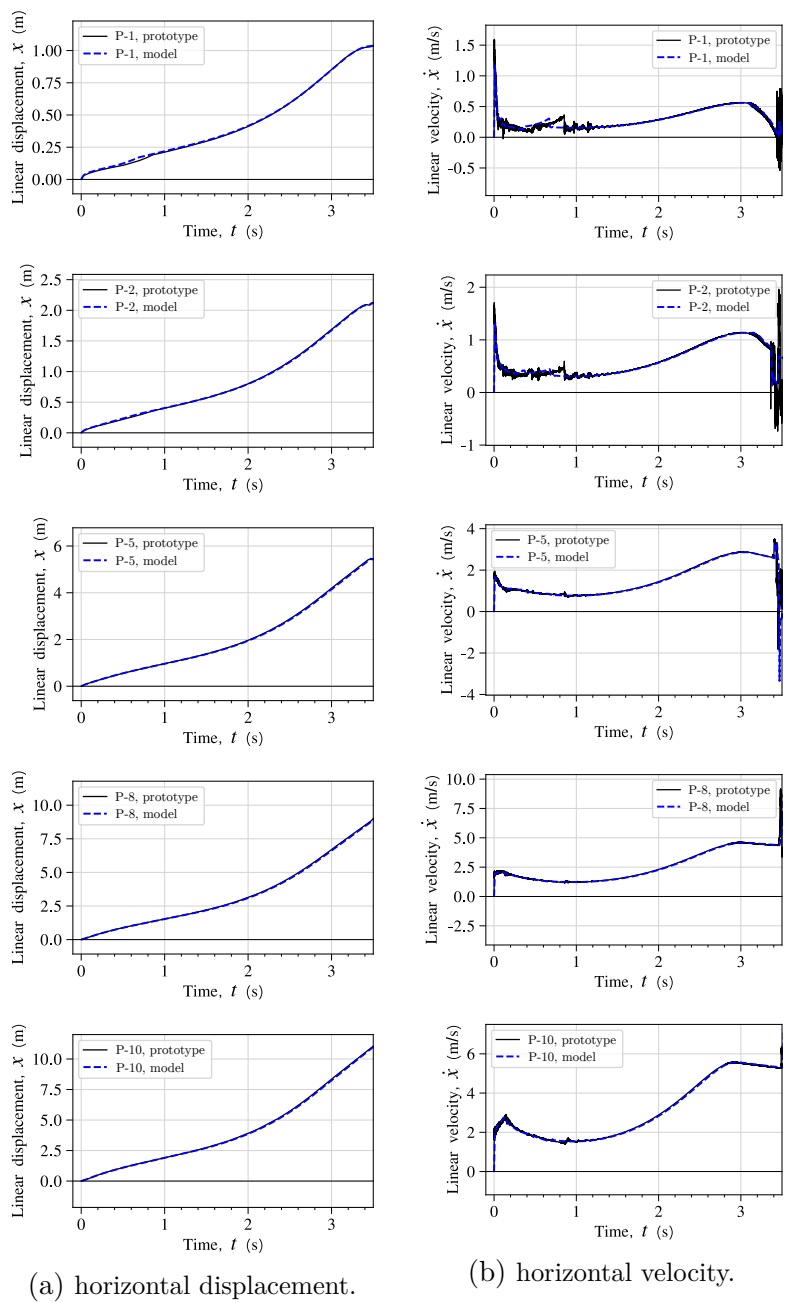 Linear displacement, x (m)
1.00
0.75
0.50
0.25
0.00
P-1, prototype
P-1, model
0 1 2 3
Time, t (s)
Linear velocity, ẋ (m/s)
1.5
1.0
0.5
0.0
-0.5
P-1, prototype
P-1, model
0 1 2 3
Time, t (s)
Linear displacement, x (m)
2.5
2.0
1.5
1.0
0.5
0.0
P-2, prototype
P-2, model
0 1 2 3
Time, t (s)
Linear velocity, ẋ (m/s)
2
1
0
-1
P-2, prototype
P-2, model
0 1 2 3
Time, t (s)
Linear displacement, x (m)
6
4
2
0
P-5, prototype
P-5, model
0 1 2 3
Time, t (s)
Linear velocity, ẋ (m/s)
4
2
0
-2
-4
P-5, prototype
P-5, model
0 1 2 3
Time, t (s)
Linear displacement, x (m)
10.0
7.5
5.0
2.5
0.0
P-8, prototype
P-8, model
0 1 2 3
Time, t (s)
Linear velocity, ẋ (m/s)
10.0
7.5
5.0
2.5
0.0
-2.5
P-8, prototype
P-8, model
0 1 2 3
Time, t (s)
Linear displacement, x (m)
10.0
7.5
5.0
2.5
0.0
P-10, prototype
P-10, model
0 1 2 3
Time, t (s)
Linear velocity, ẋ (m/s)
6
4
2
0
P-10, prototype
P-10, model
0 1 2 3
Time, t (s)
(a) horizontal displacement.
(b) horizontal velocity.